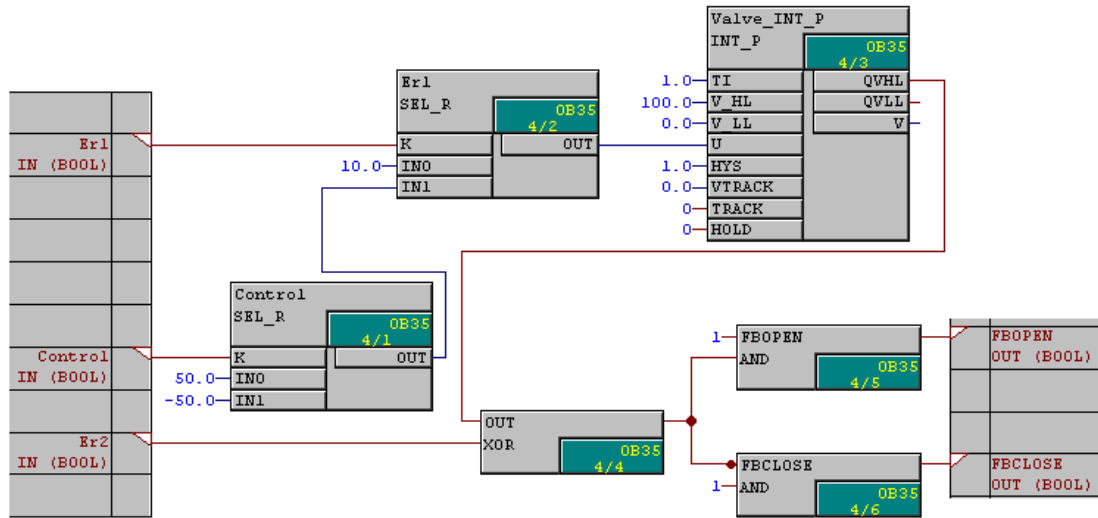 Valve_INT_P
INT_P
OB35
4/3
1.0 TI QVHL
100.0 V_HL QVLL
0.0 V_LL V
U
1.0 HYS
0.0 VTRACK
0 TRACK
0 HOLD
Er1
SEL_R
OB35
4/2
K OUT
10.0 IN0
IN1
Er1
IN (BOOL)
Control
SEL_R
OB35
4/1
K OUT
50.0 IN0
-50.0 IN1
Control
IN (BOOL)
Er2
IN (BOOL)
OUT
XOR
OB35
4/4
1 FBOPEN
AND
OB35
4/5
FBOPEN
OUT (BOOL)
FBCLOSE
1 AND
OB35
4/6
FBCLOSE
OUT (BOOL)